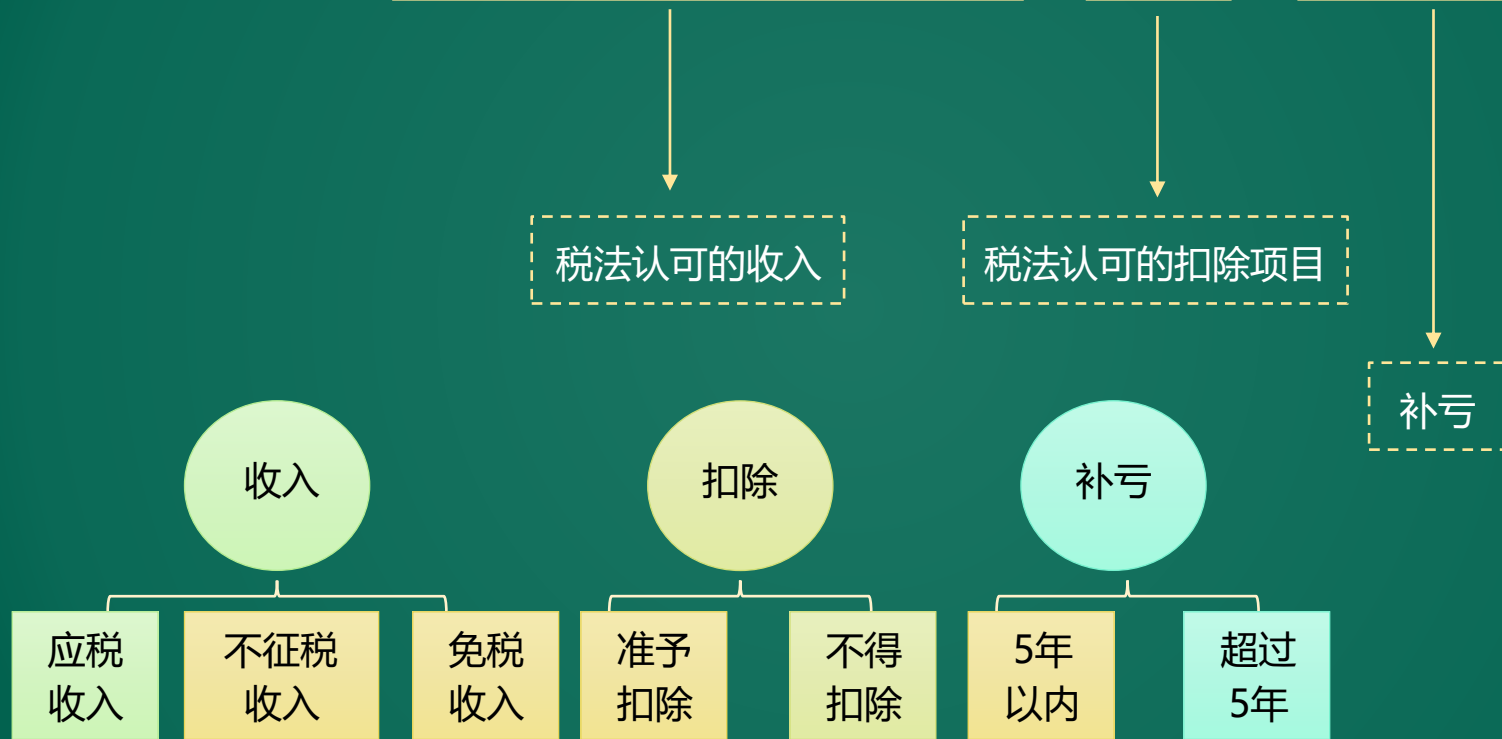 税法认可的收入
税法认可的扣除项目
补亏
收入
扣除
补亏
应税
收入
不征税
收入
免税
收入
准予
扣除
不得
扣除
5年
以内
超过
5年